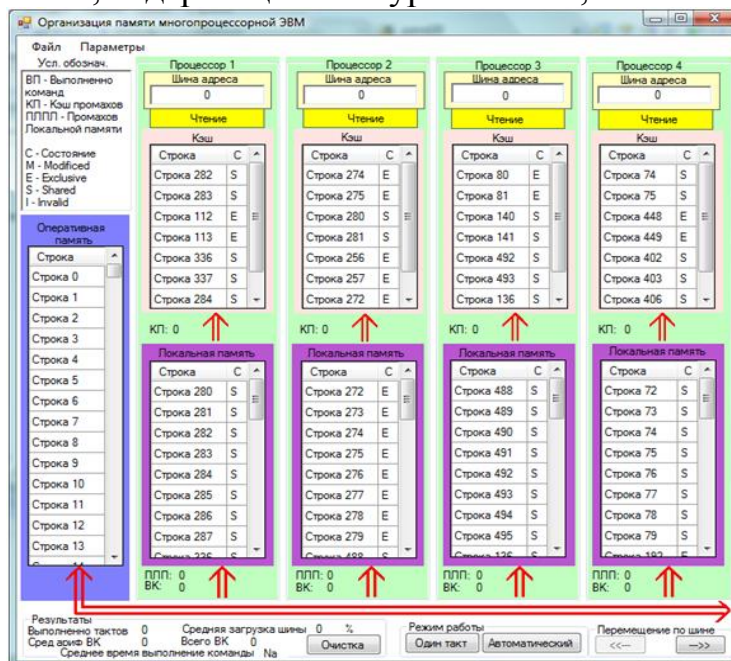 Организация памяти многопроцессорной ЭВМ
Файл Параметры
Усл. обознач.
ВП - Выполненно
команд
КП - Кэш промахов
ПЛПП - Промахов
Локальной памяти
С - Состояние
M - Modificed
E - Exclusive
S - Shared
I - Invalid
Оперативная
память
Строка
Строка 0
Строка 1
Строка 2
Строка 3
Строка 4
Строка 5
Строка 6
Строка 7
Строка 8
Строка 9
Строка 10
Строка 11
Строка 12
Строка 13
Процессор 1
Шина адреса
0
Чтение
Кэш
Строка С
Строка 282 S
Строка 283 S
Строка 112 E
Строка 113 E
Строка 336 S
Строка 337 S
Строка 284 S
КП: 0
Локальная память
Строка С
Строка 280 S
Строка 281 S
Строка 282 S
Строка 283 S
Строка 284 S
Строка 285 S
Строка 286 S
Строка 287 S
Строка 336 S
ПЛП: 0
ВК: 0
Процессор 2
Шина адреса
0
Чтение
Кэш
Строка С
Строка 274 E
Строка 275 E
Строка 280 S
Строка 281 S
Строка 256 E
Строка 257 E
Строка 272 E
КП: 0
Локальная память
Строка С
Строка 272 E
Строка 273 E
Строка 274 E
Строка 275 E
Строка 276 E
Строка 277 E
Строка 278 E
Строка 279 E
Строка 488 S
ПЛП: 0
ВК: 0
Процессор 3
Шина адреса
0
Чтение
Кэш
Строка С
Строка 80 E
Строка 81 E
Строка 140 S
Строка 141 S
Строка 492 S
Строка 493 S
Строка 136 S
КП: 0
Локальная память
Строка С
Строка 488 S
Строка 489 S
Строка 490 S
Строка 491 S
Строка 492 S
Строка 493 S
Строка 494 S
Строка 495 S
Строка 136 S
ПЛП: 0
ВК: 0
Процессор 4
Шина адреса
0
Чтение
Кэш
Строка С
Строка 74 S
Строка 75 S
Строка 448 E
Строка 449 E
Строка 402 S
Строка 403 S
Строка 406 S
КП: 0
Локальная память
Строка С
Строка 72 S
Строка 73 S
Строка 74 S
Строка 75 S
Строка 76 S
Строка 77 S
Строка 78 S
Строка 79 S
Строка 192 E
ПЛП: 0
ВК: 0
Результаты
Выполненно тактов 0 Средняя загрузка шины 0 %
Сред ариф ВК 0 Всего ВК 0
Среднее время выполнение команды Na
Очистка
Режим работы
Один такт Автоматический
Перемещение по шине
<<-- -->>